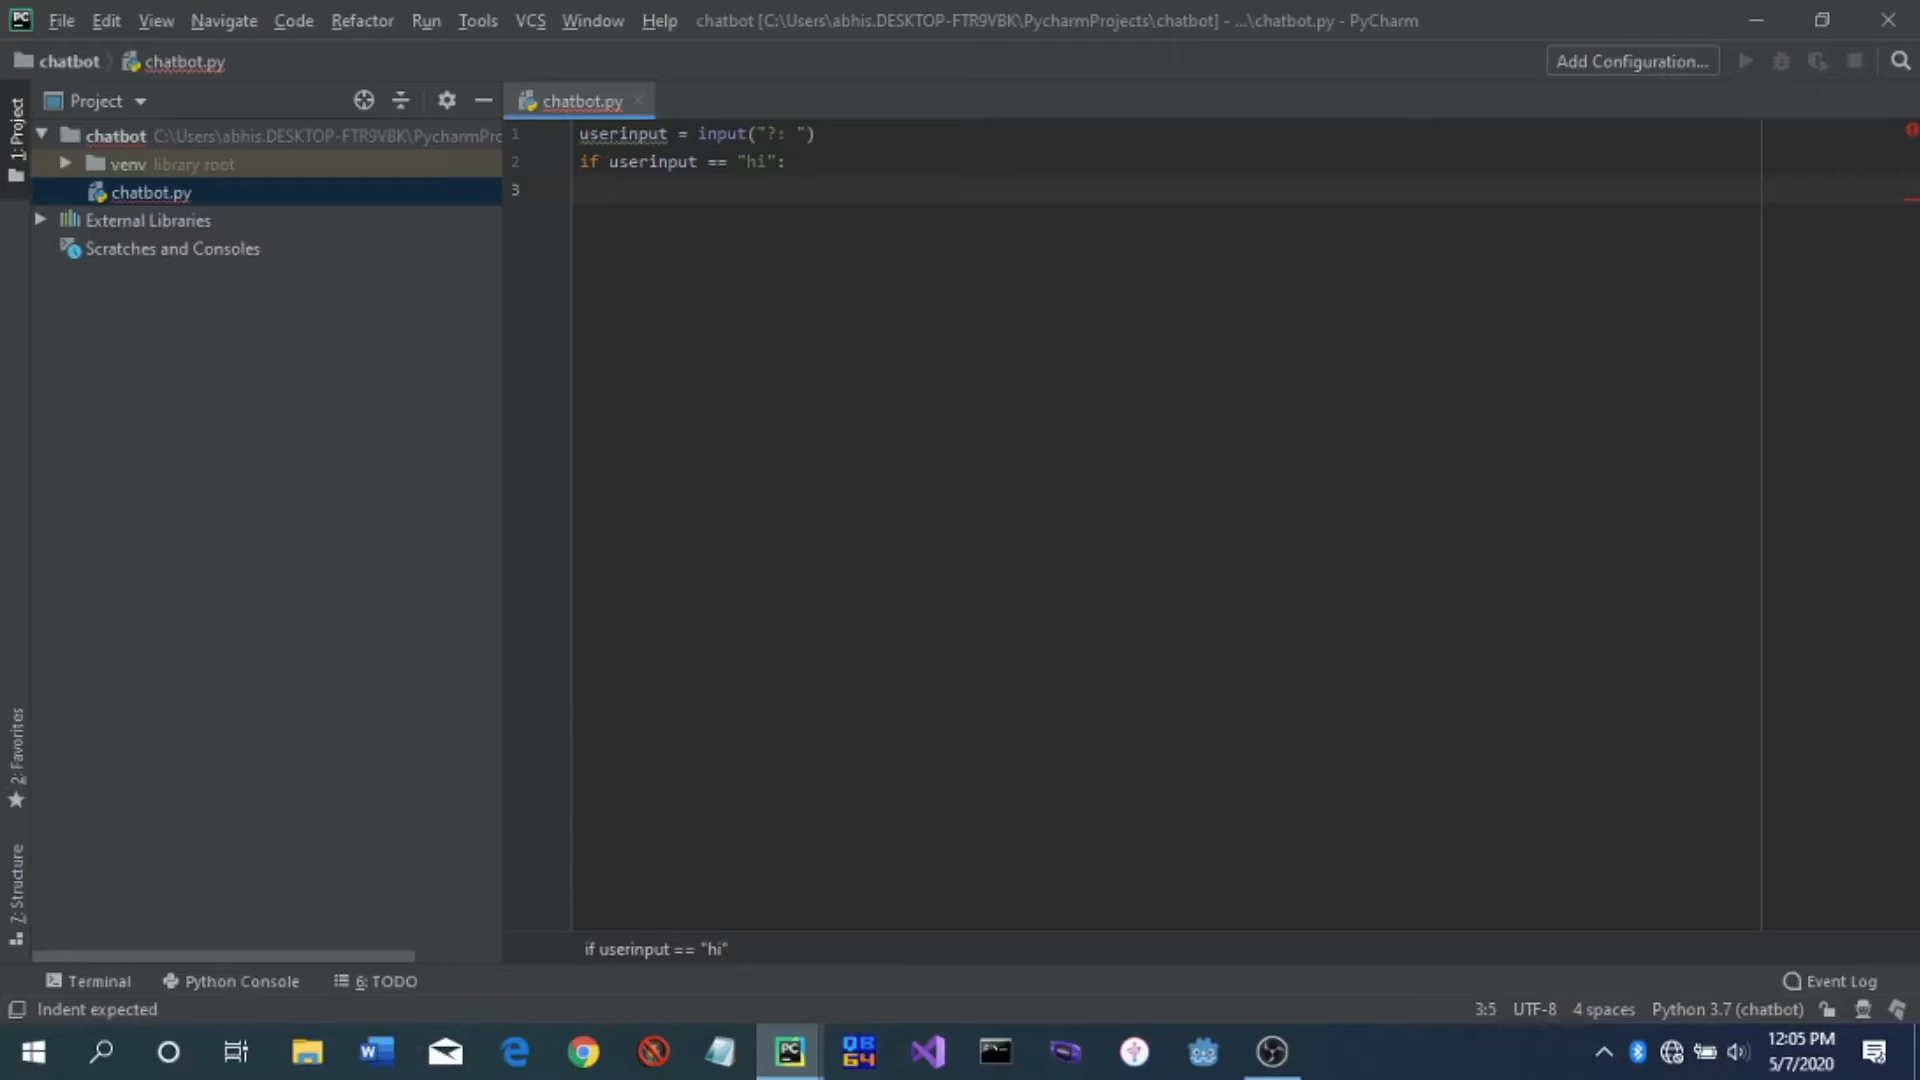 PC File Edit View Navigate Code Refactor Run Tools VCS Window Help chatbot [C:\Users\abhis.DESKTOP-FTR9VBK\PycharmProjects\chatbot] - ...\chatbot.py - PyCharm
chatbot chatbot.py Add Configuration...
1: Project
Project chatbot.py
chatbot C:\Users\abhis.DESKTOP-FTR9VBK\PycharmPro
venv library root
chatbot.py
External Libraries
Scratches and Consoles
1 userinput = input("?: ")
2 if userinput == "hi":
3
2: Favorites
7: Structure
if userinput == "hi"
Terminal Python Console 6: TODO Event Log
Indent expected 3:5 UTF-8 4 spaces Python 3.7 (chatbot)
PC QB64 12:05 PM
5/7/2020